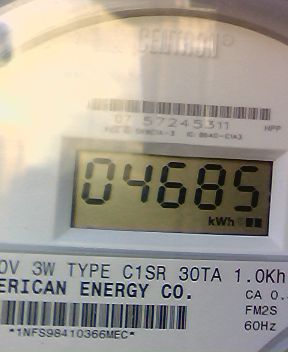 CENTRON®
07 57245311
HPP
04685
kWh
0V 3W TYPE C1SR 30TA 1.0Kh
ERICAN ENERGY CO.
CA 0.
FM2S
60Hz
*1NFS98410366MEC*